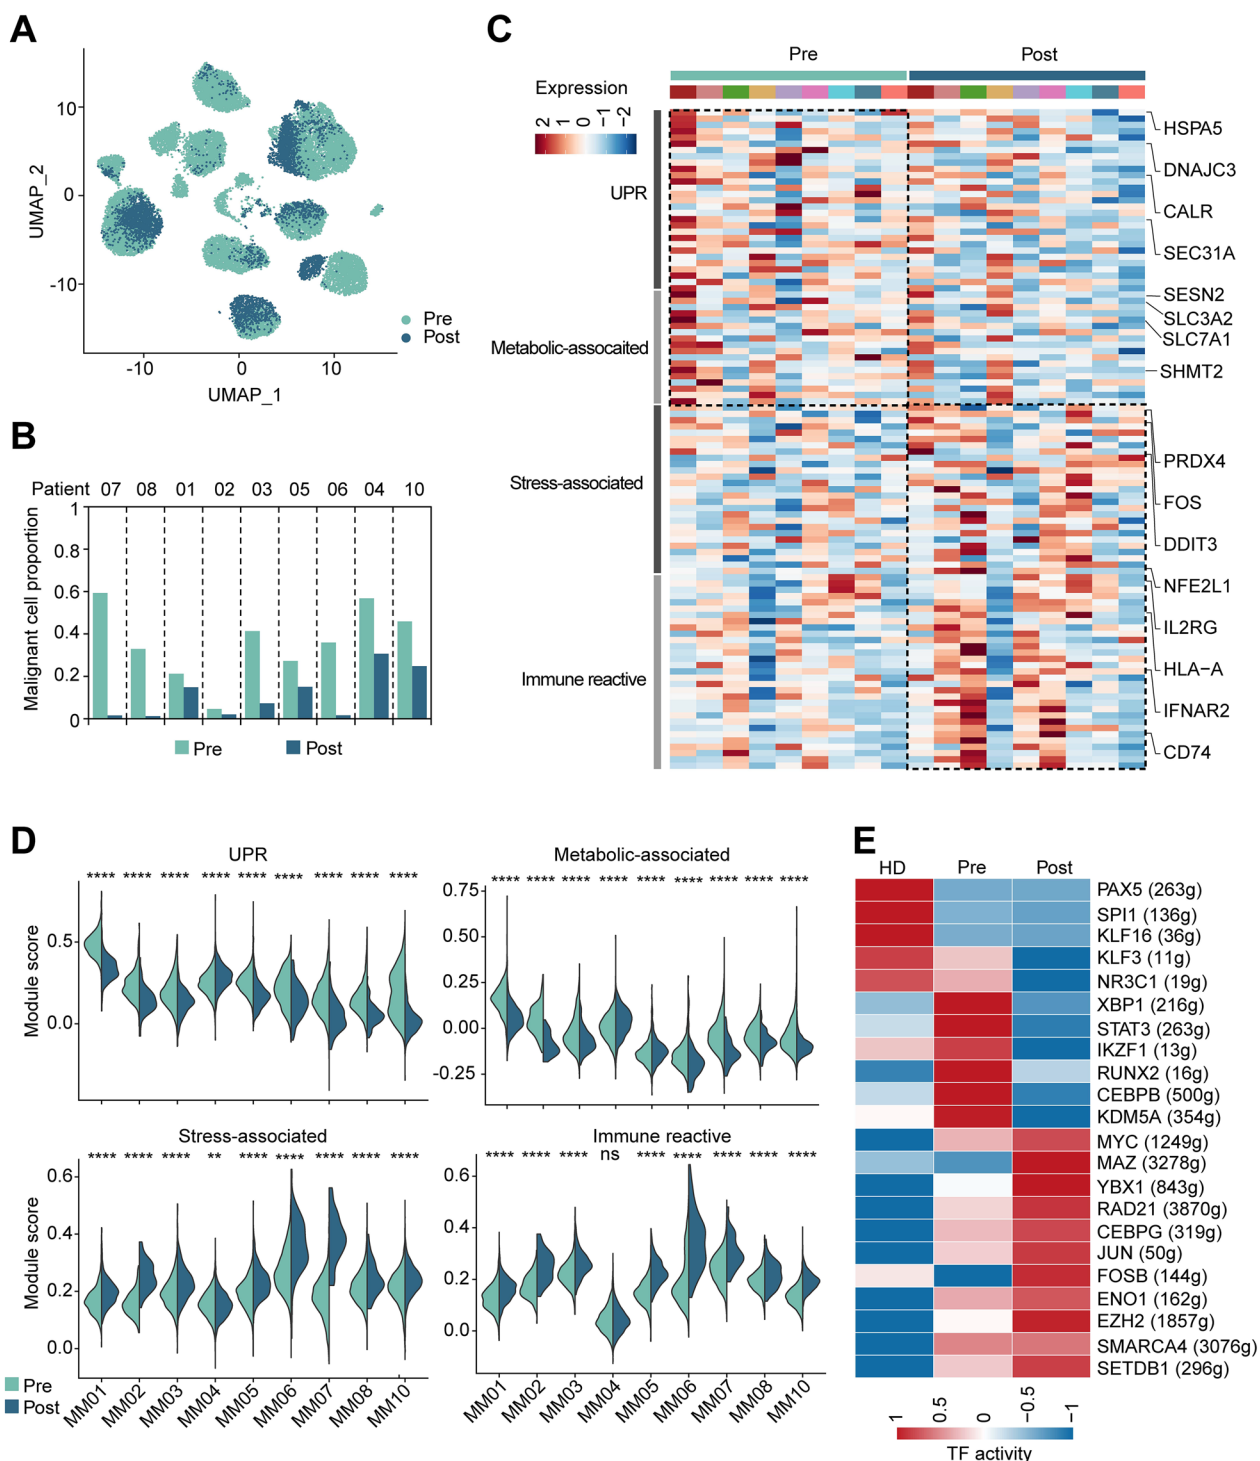 A
UMAP_2
10
0
-10
-10
0
10
UMAP_1
Pre
Post
B
Patient 07 08 01 02 03 05 06 04 10
Malignant cell proportion
1
0.8
0.6
0.4
0.2
0
Pre Post
C
Pre Post
Expression
2 1 0 -1 -2
UPR
Metabolic-assocaited
Stress-associated
Immune reactive
HSPA5
DNAJC3
CALR
SEC31A
SESN2
SLC3A2
SLC7A1
SHMT2
PRDX4
FOS
DDIT3
NFE2L1
IL2RG
HLA-A
IFNAR2
CD74
D
UPR
**** **** **** **** **** **** **** **** ****
Module score
0.5
0.0
Metabolic-associated
**** **** **** **** **** **** **** **** ****
0.75
0.50
0.25
0.00
-0.25
Stress-associated
**** **** **** ** **** **** **** **** ****
Module score
0.6
0.4
0.2
0.0
MM01 MM02 MM03 MM04 MM05 MM06 MM07 MM08 MM10
Immune reactive
**** **** **** ns **** **** **** **** ****
0.6
0.4
0.2
0.0
MM01 MM02 MM03 MM04 MM05 MM06 MM07 MM08 MM10
Pre
Post
E
HD Pre Post
PAX5 (263g)
SPI1 (136g)
KLF16 (36g)
KLF3 (11g)
NR3C1 (19g)
XBP1 (216g)
STAT3 (263g)
IKZF1 (13g)
RUNX2 (16g)
CEBPB (500g)
KDM5A (354g)
MYC (1249g)
MAZ (3278g)
YBX1 (843g)
RAD21 (3870g)
CEBPG (319g)
JUN (50g)
FOSB (144g)
ENO1 (162g)
EZH2 (1857g)
SMARCA4 (3076g)
SETDB1 (296g)
1 0.5 0 -0.5 -1
TF activity